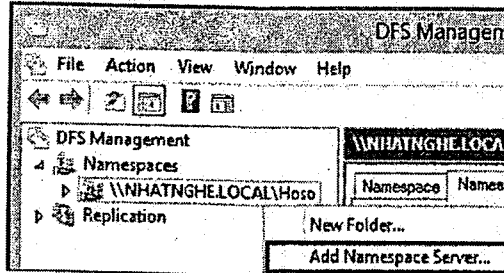 DFS Managem
File Action View Window Help
DFS Management
Namespaces
\\NHATNGHE.LOCAL\Hoso
Replication
\\NHATNGHE.LOCA
Namespace Names
New Folder...
Add Namespace Server...